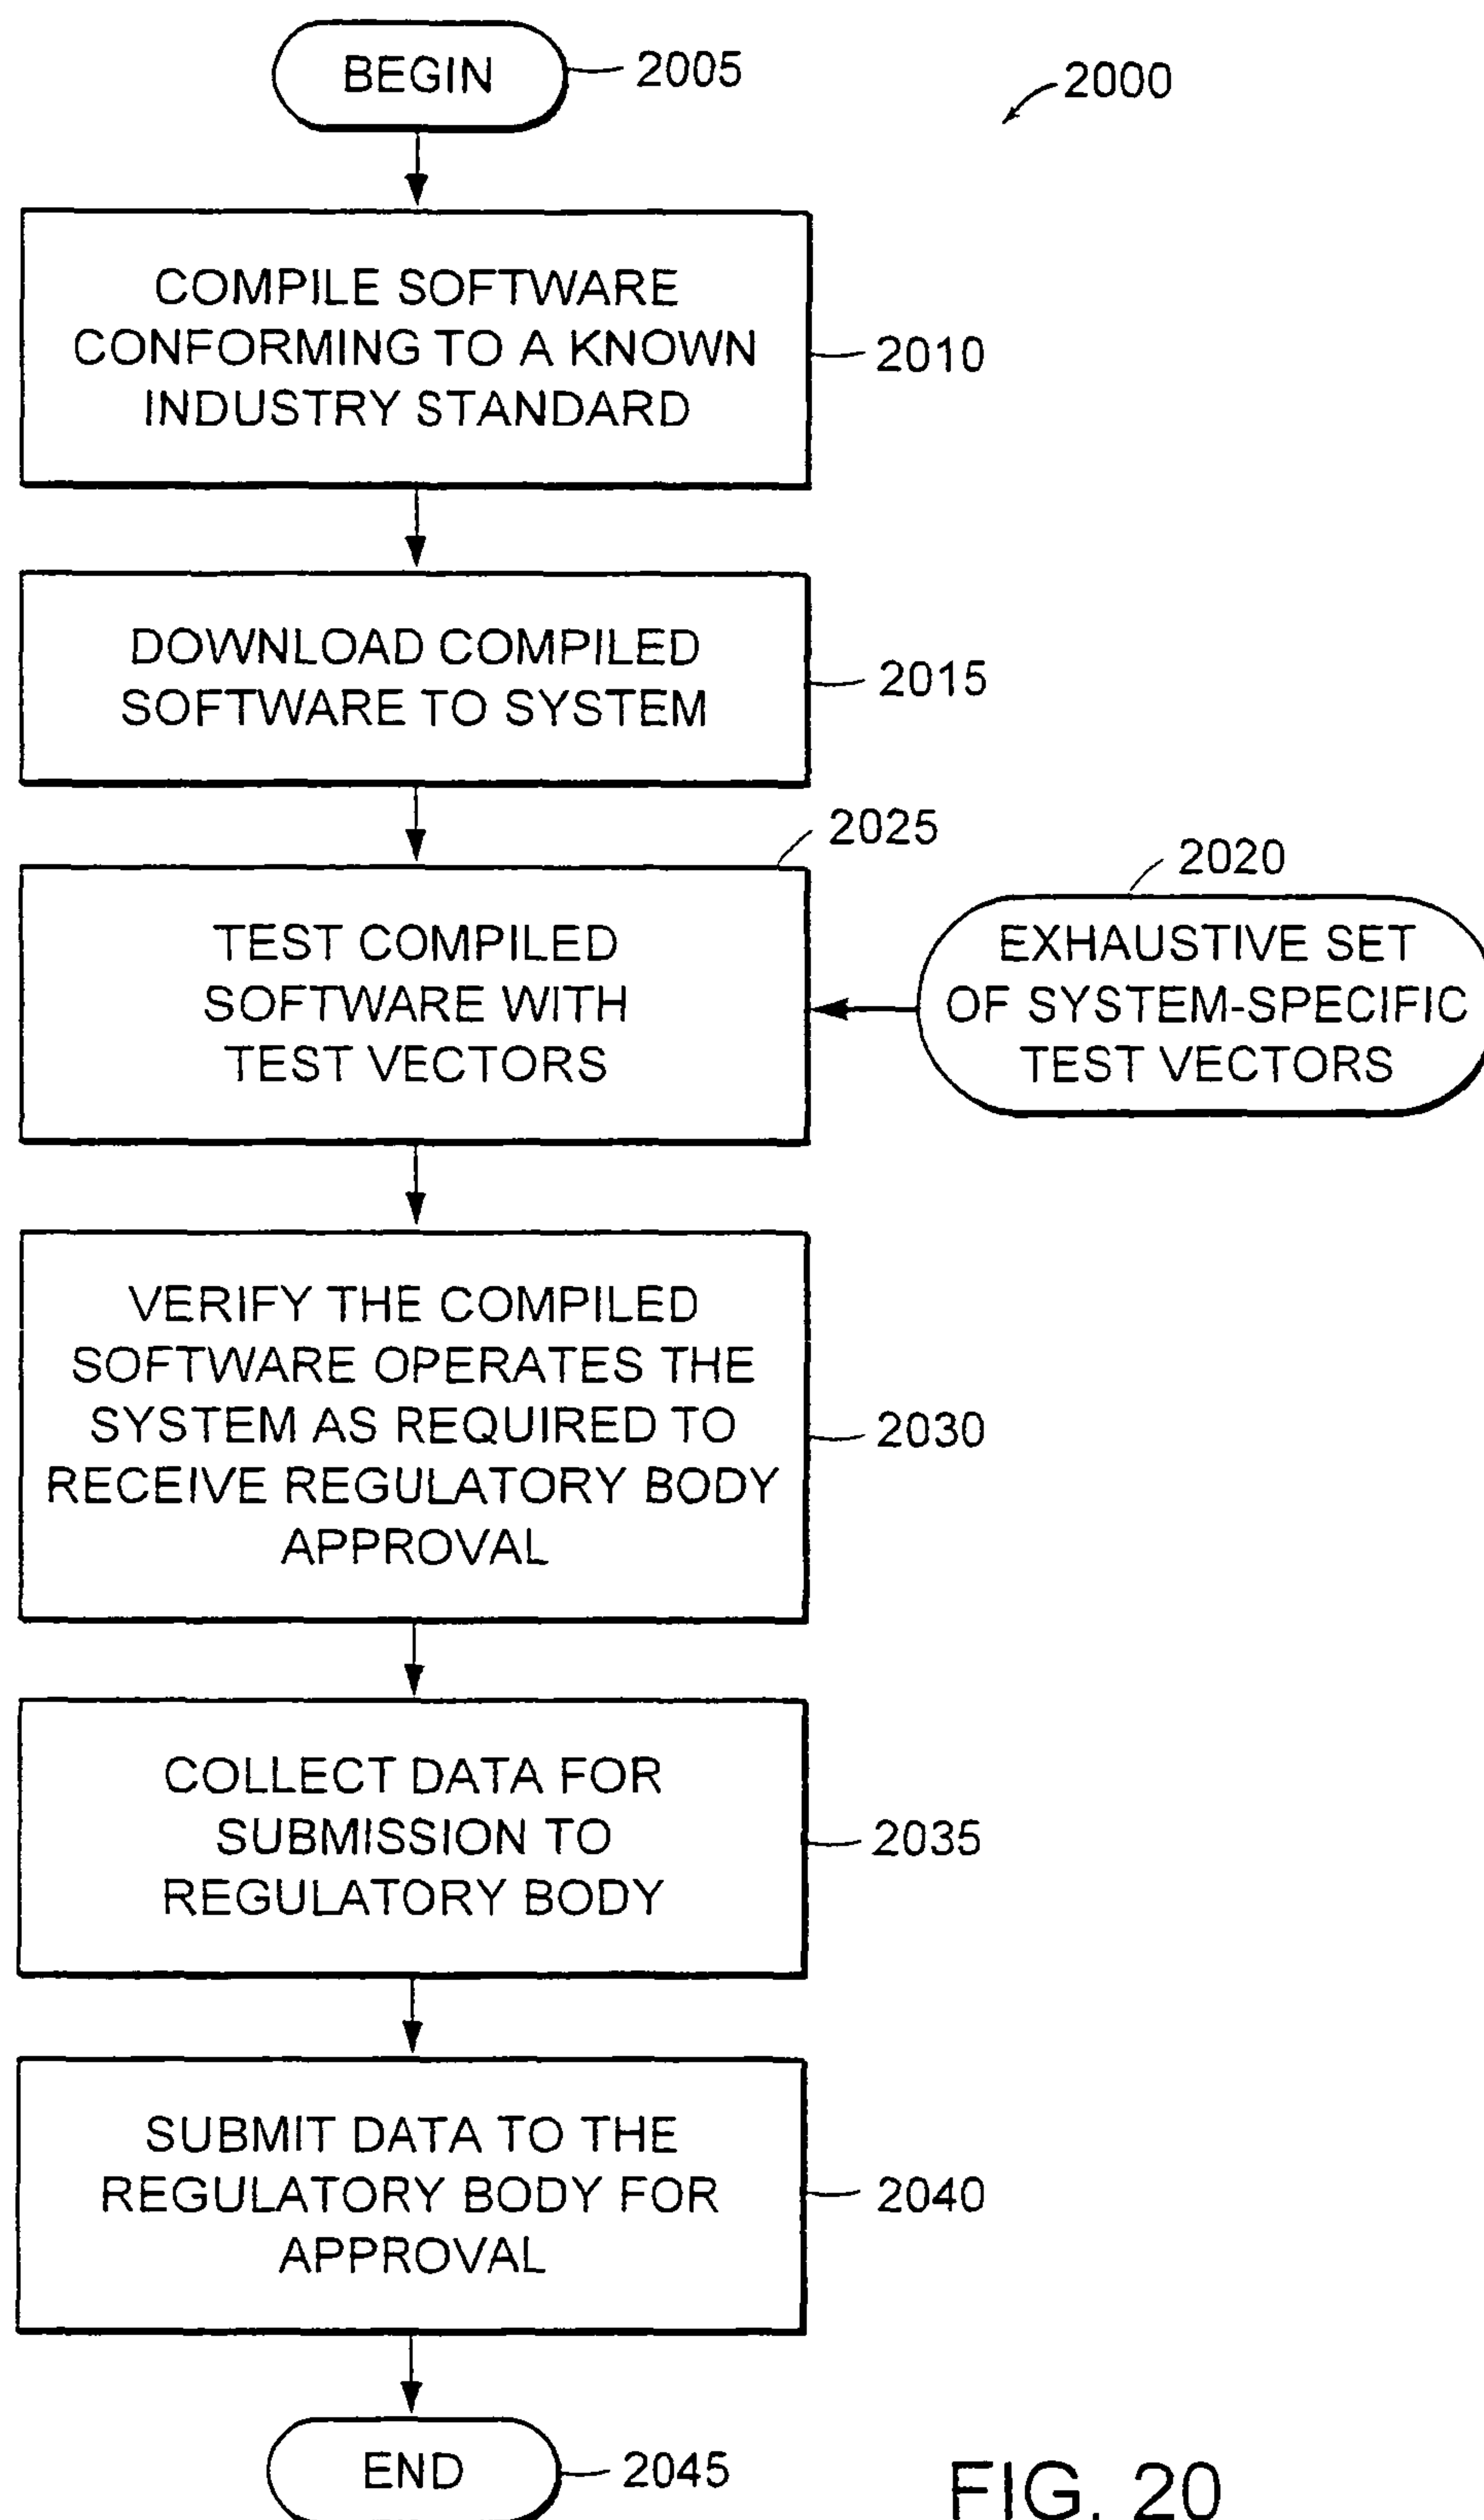 BEGIN
2005
2000
COMPILE SOFTWARE
CONFORMING TO A KNOWN
INDUSTRY STANDARD
2010
DOWNLOAD COMPILED
SOFTWARE TO SYSTEM
2015
2025
2020
TEST COMPILED
SOFTWARE WITH
TEST VECTORS
EXHAUSTIVE SET
OF SYSTEM-SPECIFIC
TEST VECTORS
VERIFY THE COMPILED
SOFTWARE OPERATES THE
SYSTEM AS REQUIRED TO
RECEIVE REGULATORY BODY
APPROVAL
2030
COLLECT DATA FOR
SUBMISSION TO
REGULATORY BODY
2035
SUBMIT DATA TO THE
REGULATORY BODY FOR
APPROVAL
2040
END
2045
FIG. 20